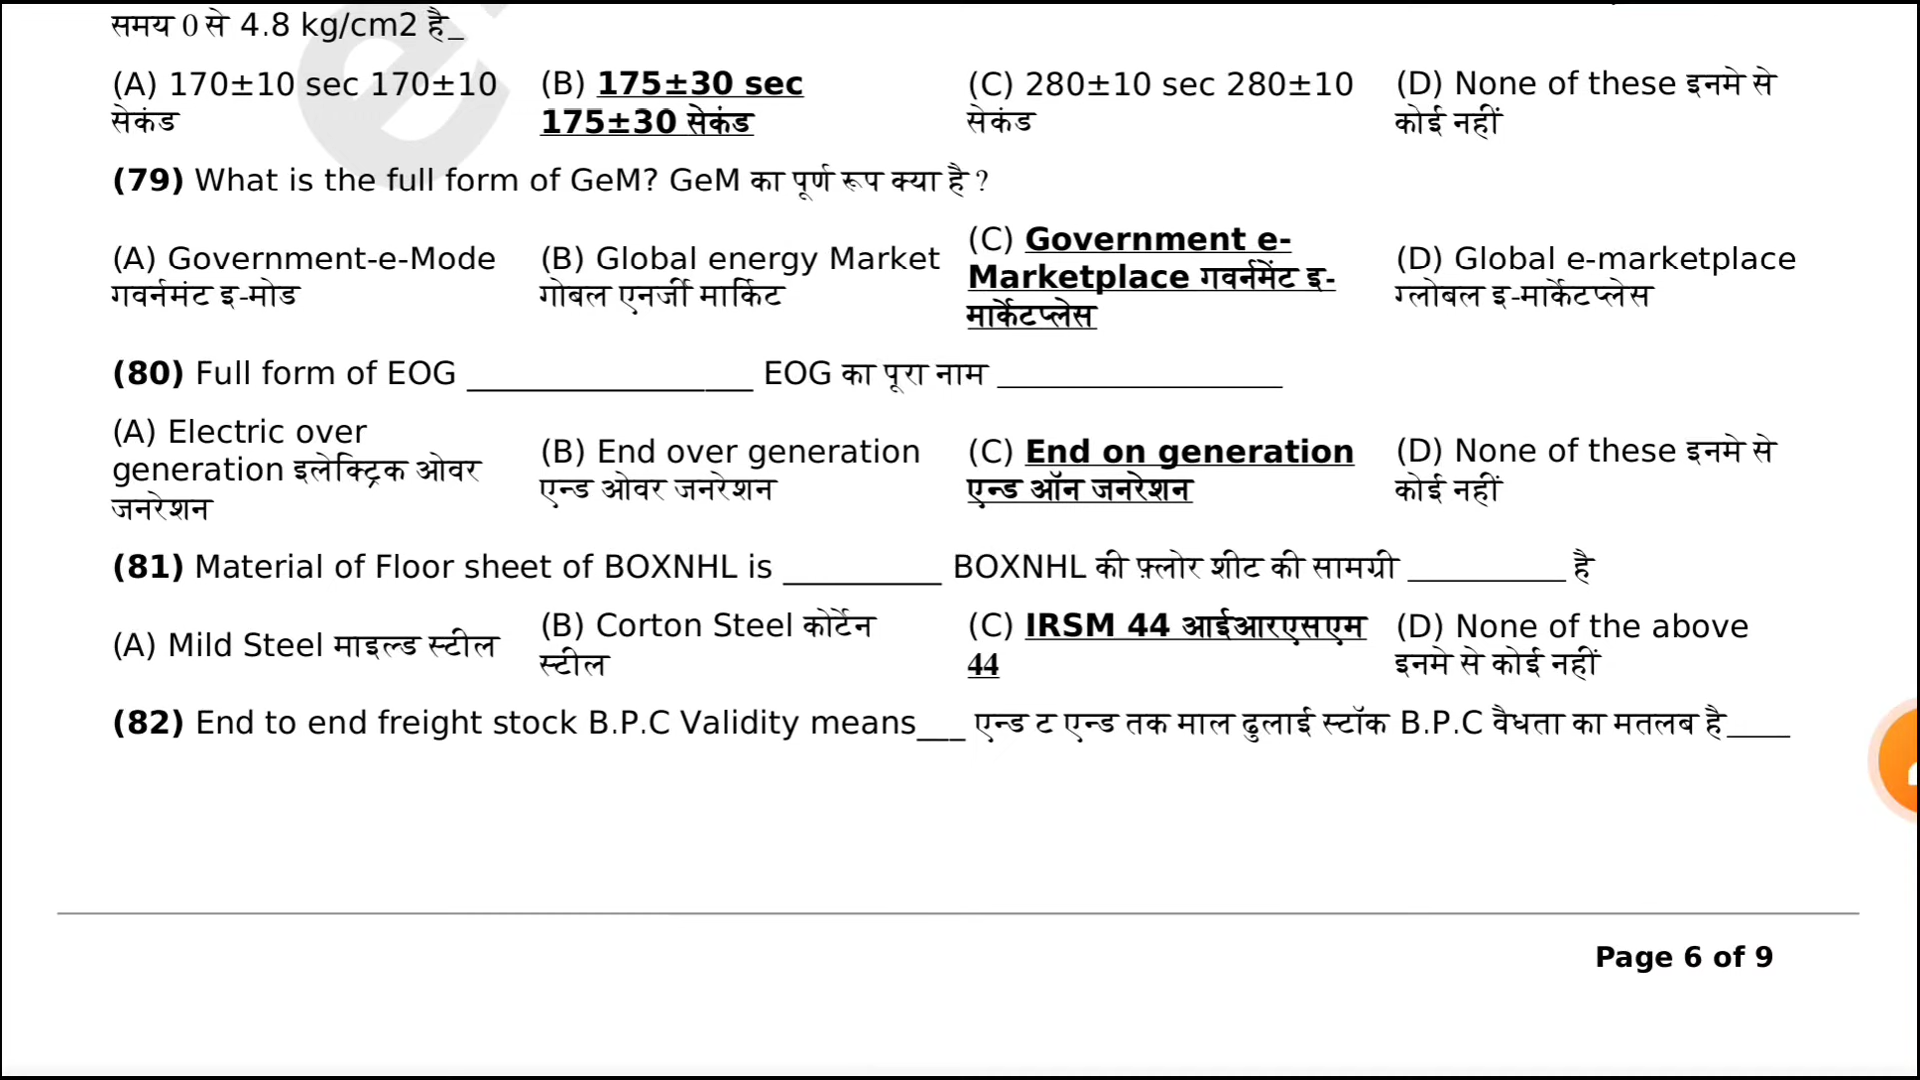 समय 0 से 4.8 kg/cm2 है_
(A) 170±10 sec 170±10 सेकंड
(B) 175±30 sec 175±30 सेकंड
(C) 280±10 sec 280±10 सेकंड
(D) None of these इनमे से कोई नहीं
(79) What is the full form of GeM? GeM का पूर्ण रूप क्या है ?
(A) Government-e-Mode गवर्नमंट इ-मोड
(B) Global energy Market गोबल एनर्जी मार्किट
(C) Government e-Marketplace गवर्नमेंट इ-मार्केटप्लेस
(D) Global e-marketplace ग्लोबल इ-मार्केटप्लेस
(80) Full form of EOG __________________ EOG का पूरा नाम __________________
(A) Electric over generation इलेक्ट्रिक ओवर जनरेशन
(B) End over generation एन्ड ओवर जनरेशन
(C) End on generation एन्ड ऑन जनरेशन
(D) None of these इनमे से कोई नहीं
(81) Material of Floor sheet of BOXNHL is __________ BOXNHL की फ़्लोर शीट की सामग्री __________ है
(A) Mild Steel माइल्ड स्टील
(B) Corton Steel कोर्टेन स्टील
(C) IRSM 44 आईआरएसएम 44
(D) None of the above इनमे से कोई नहीं
(82) End to end freight stock B.P.C Validity means___ एन्ड ट एन्ड तक माल ढुलाई स्टॉक B.P.C वैधता का मतलब है____
Page 6 of 9